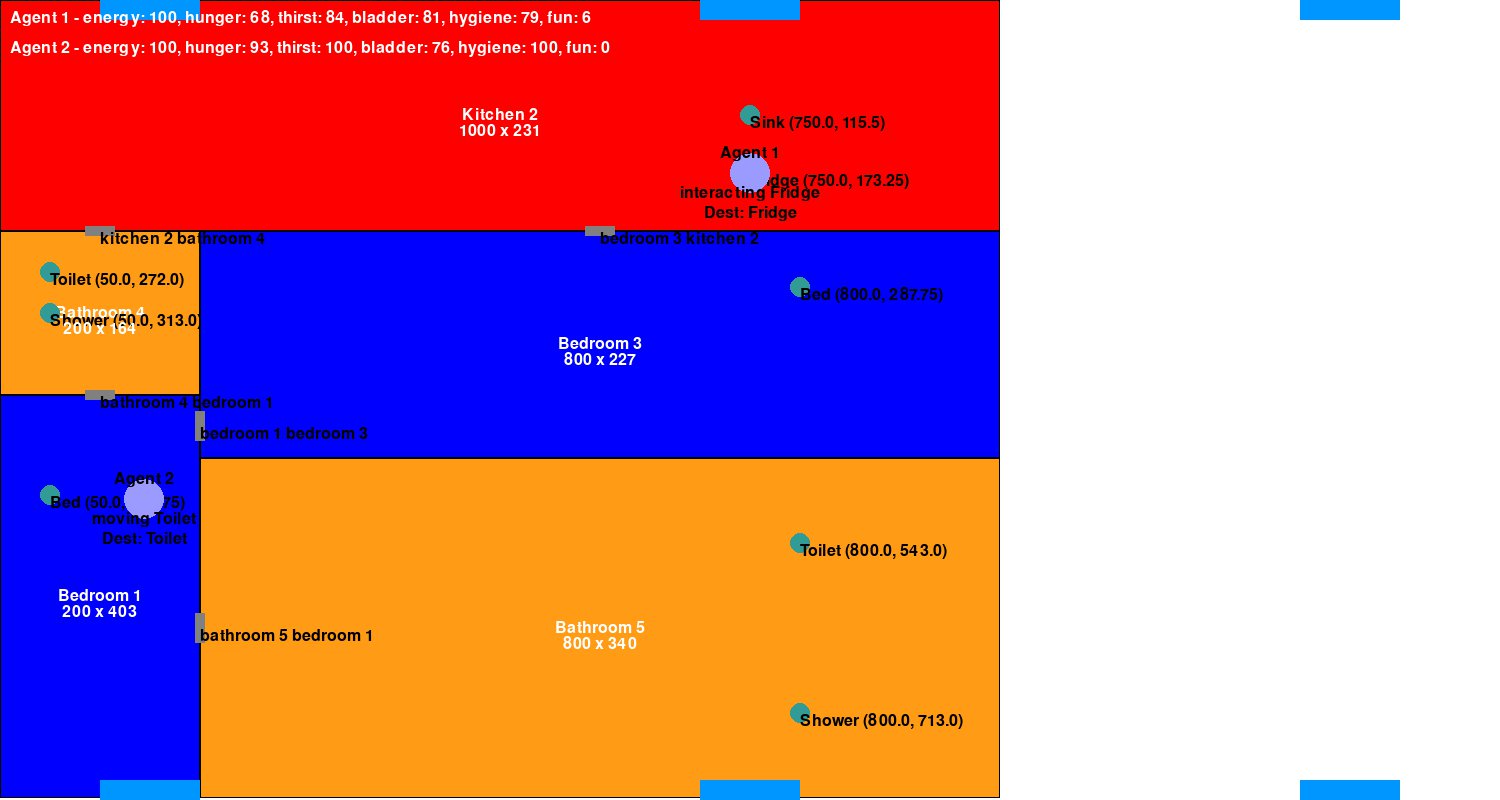 Agent 1 - energy: 100, hunger: 68, thirst: 84, bladder: 81, hygiene: 79, fun: 6
Agent 2 - energy: 100, hunger: 93, thirst: 100, bladder: 76, hygiene: 100, fun: 0
Kitchen 2
1000 x 231
Sink (750.0, 115.5)
Agent 1
(750.0, 173.25)
interacting Fridge
Dest: Fridge
kitchen 2 bathroom 4
bedroom 3 kitchen 2
Toilet (50.0, 272.0)
Bed (800.0, 287.75)
Bathroom 4
Shower (50.0, 313.0)
200 x 164
Bedroom 3
800 x 227
bathroom 4 bedroom 1
bedroom 1 bedroom 3
Agent 2
Bed (50.0,
moving Toilet
Dest: Toilet
Toilet (800.0, 543.0)
Bedroom 1
200 x 403
bathroom 5 bedroom 1
Bathroom 5
800 x 340
Shower (800.0, 713.0)